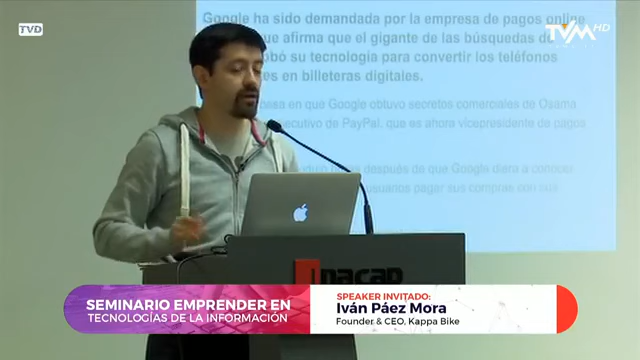 TVD
TVM HD
Google ha sido demandada por la empresa de pagos online
que afirma que el gigante de las búsquedas de
robó su tecnología para convertir los teléfonos
en billeteras digitales.
en que Google obtuvo secretos comerciales de Osama
ejecutivo de PayPal, que es ahora vicepresidente de pagos
después de que Google diera a conocer
usuarios pagar sus compras con sus
inacap
SEMINARIO EMPRENDER EN
TECNOLOGÍAS DE LA INFORMACIÓN
SPEAKER INVITADO:
Iván Páez Mora
Founder & CEO, Kappa Bike